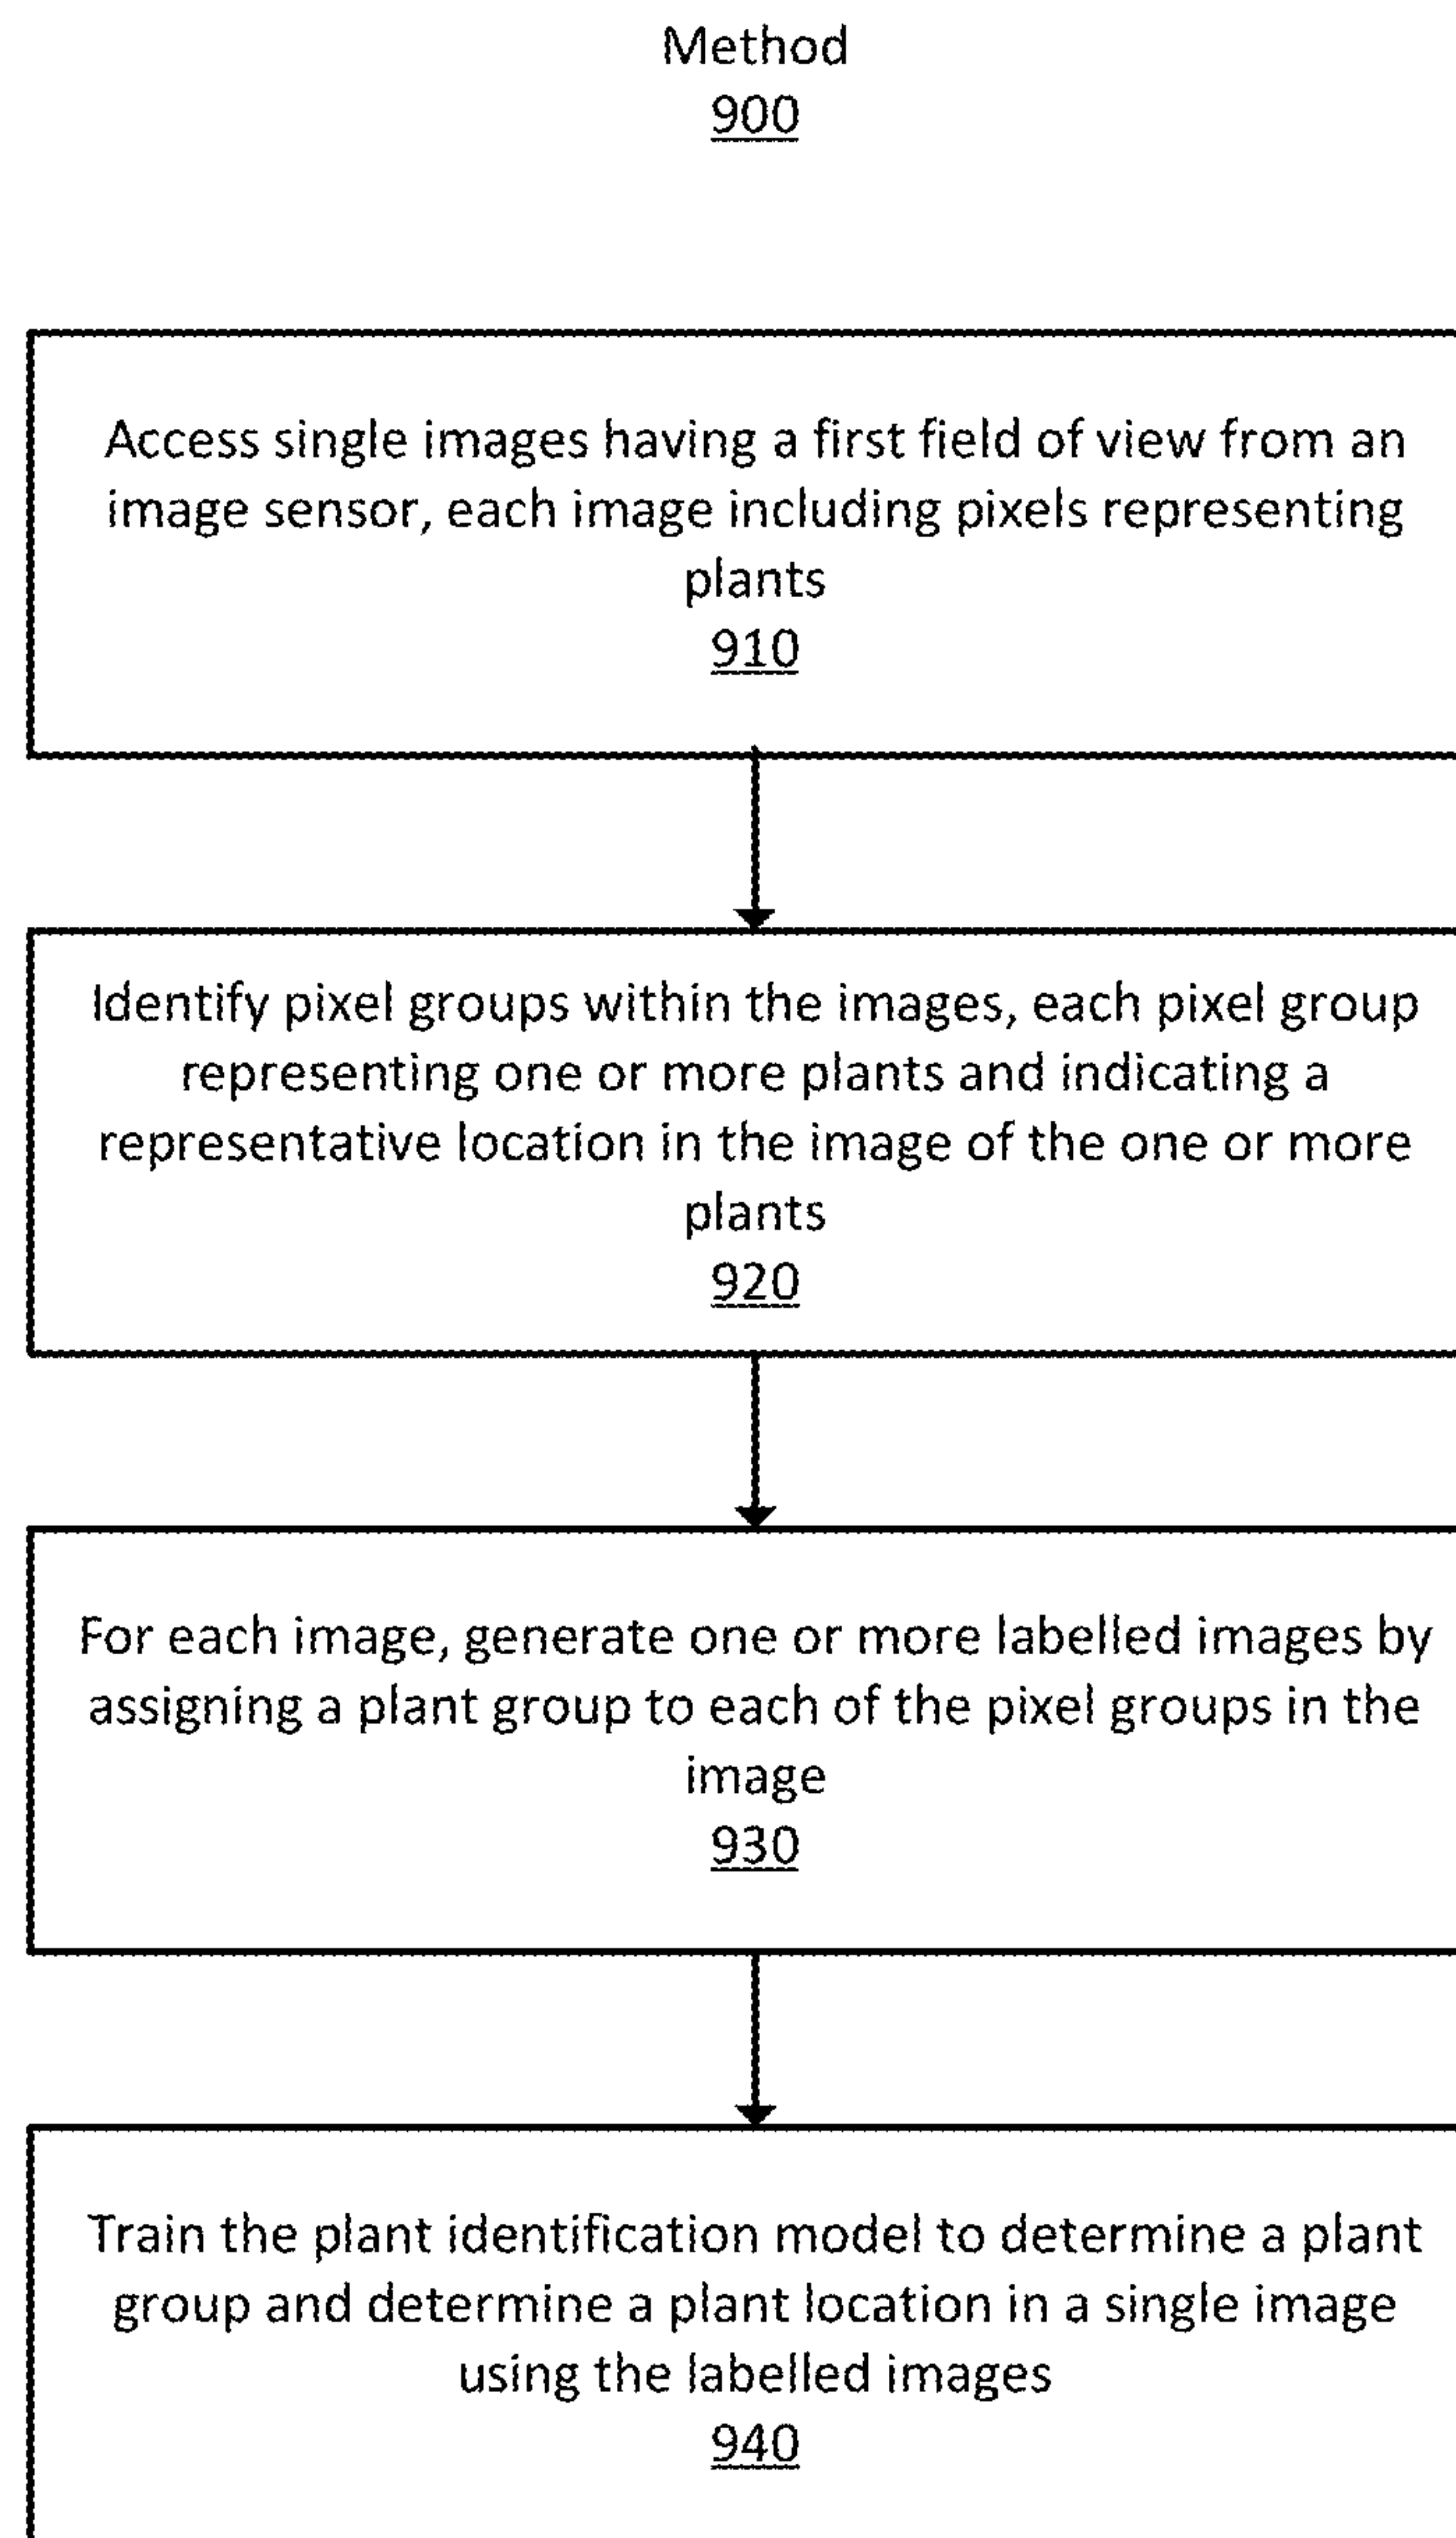 Method
900
Access single images having a first field of view from an
image sensor, each image including pixels representing
plants
910
Identify pixel groups within the images, each pixel group
representing one or more plants and indicating a
representative location in the image of the one or more
plants
920
For each image, generate one or more labelled images by
assigning a plant group to each of the pixel groups in the
image
930
Train the plant identification model to determine a plant
group and determine a plant location in a single image
using the labelled images
940